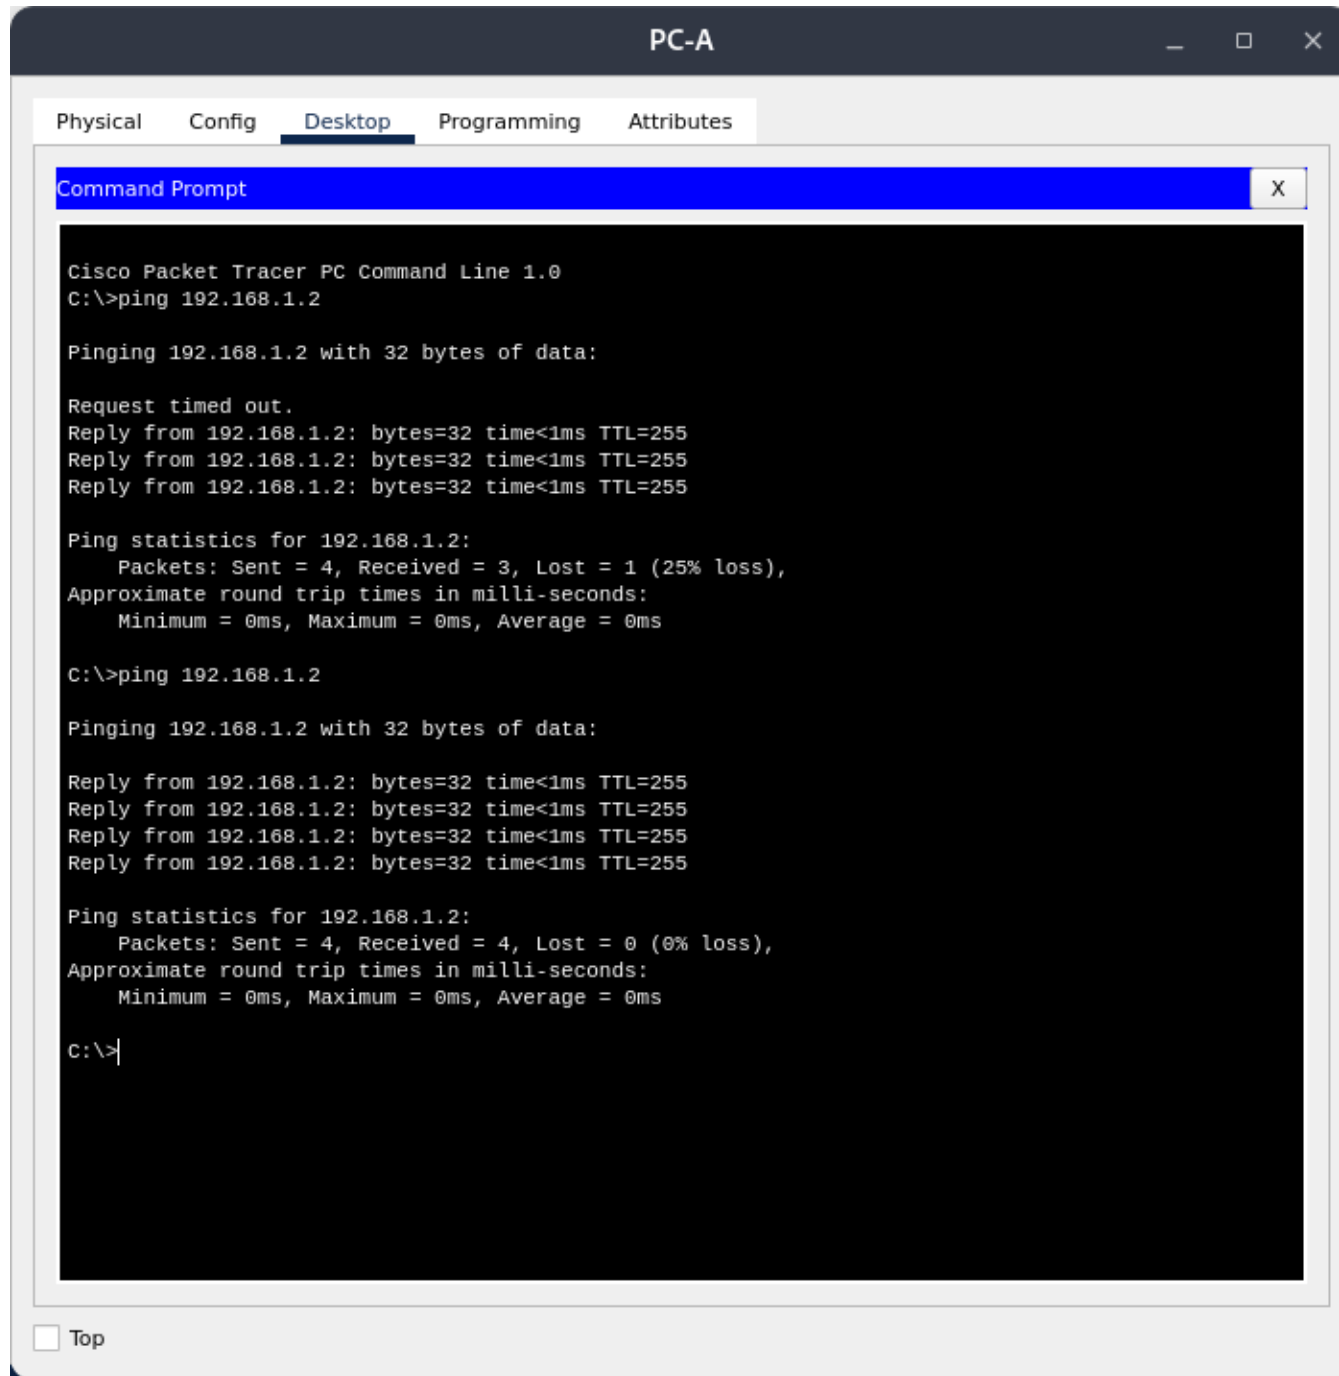 PC-A
Physical Config Desktop Programming Attributes
Command Prompt X
Cisco Packet Tracer PC Command Line 1.0
C:\>ping 192.168.1.2
Pinging 192.168.1.2 with 32 bytes of data:
Request timed out.
Reply from 192.168.1.2: bytes=32 time<1ms TTL=255
Reply from 192.168.1.2: bytes=32 time<1ms TTL=255
Reply from 192.168.1.2: bytes=32 time<1ms TTL=255
Ping statistics for 192.168.1.2:
    Packets: Sent = 4, Received = 3, Lost = 1 (25% loss),
Approximate round trip times in milli-seconds:
    Minimum = 0ms, Maximum = 0ms, Average = 0ms
C:\>ping 192.168.1.2
Pinging 192.168.1.2 with 32 bytes of data:
Reply from 192.168.1.2: bytes=32 time<1ms TTL=255
Reply from 192.168.1.2: bytes=32 time<1ms TTL=255
Reply from 192.168.1.2: bytes=32 time<1ms TTL=255
Reply from 192.168.1.2: bytes=32 time<1ms TTL=255
Ping statistics for 192.168.1.2:
    Packets: Sent = 4, Received = 4, Lost = 0 (0% loss),
Approximate round trip times in milli-seconds:
    Minimum = 0ms, Maximum = 0ms, Average = 0ms
C:\>
Top